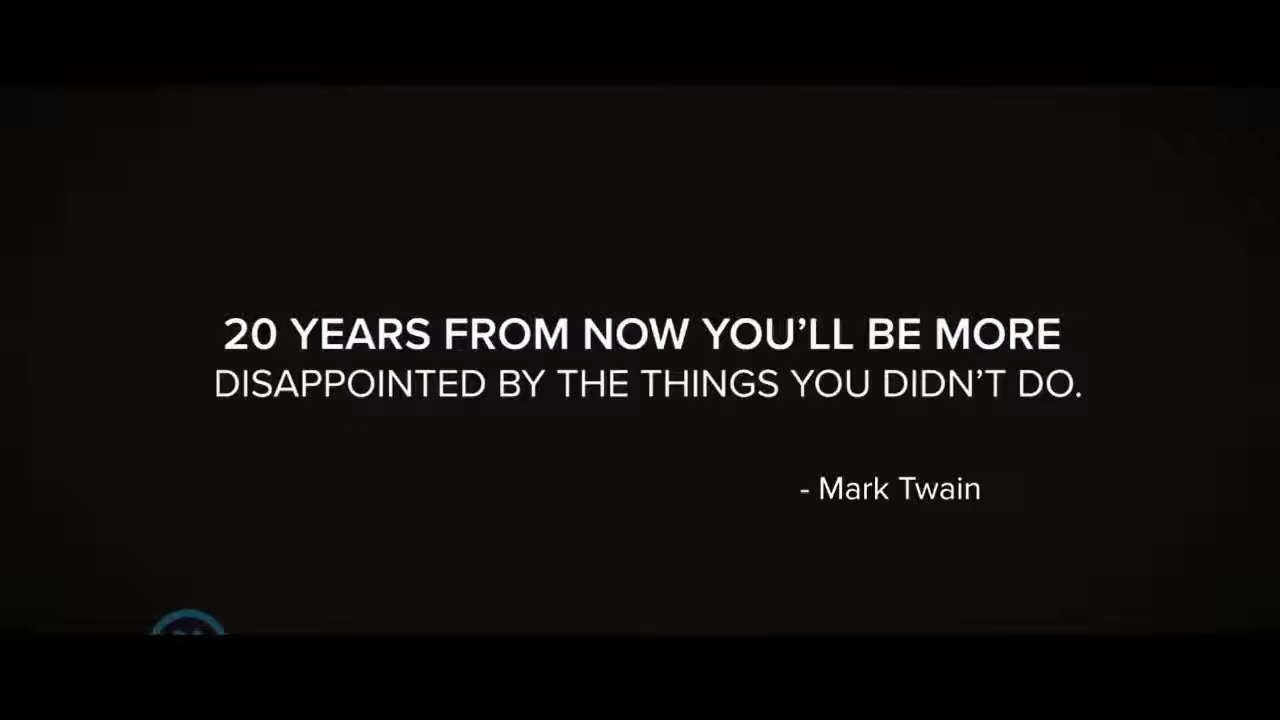 20 YEARS FROM NOW YOU’LL BE MORE
DISAPPOINTED BY THE THINGS YOU DIDN’T DO.
- Mark Twain